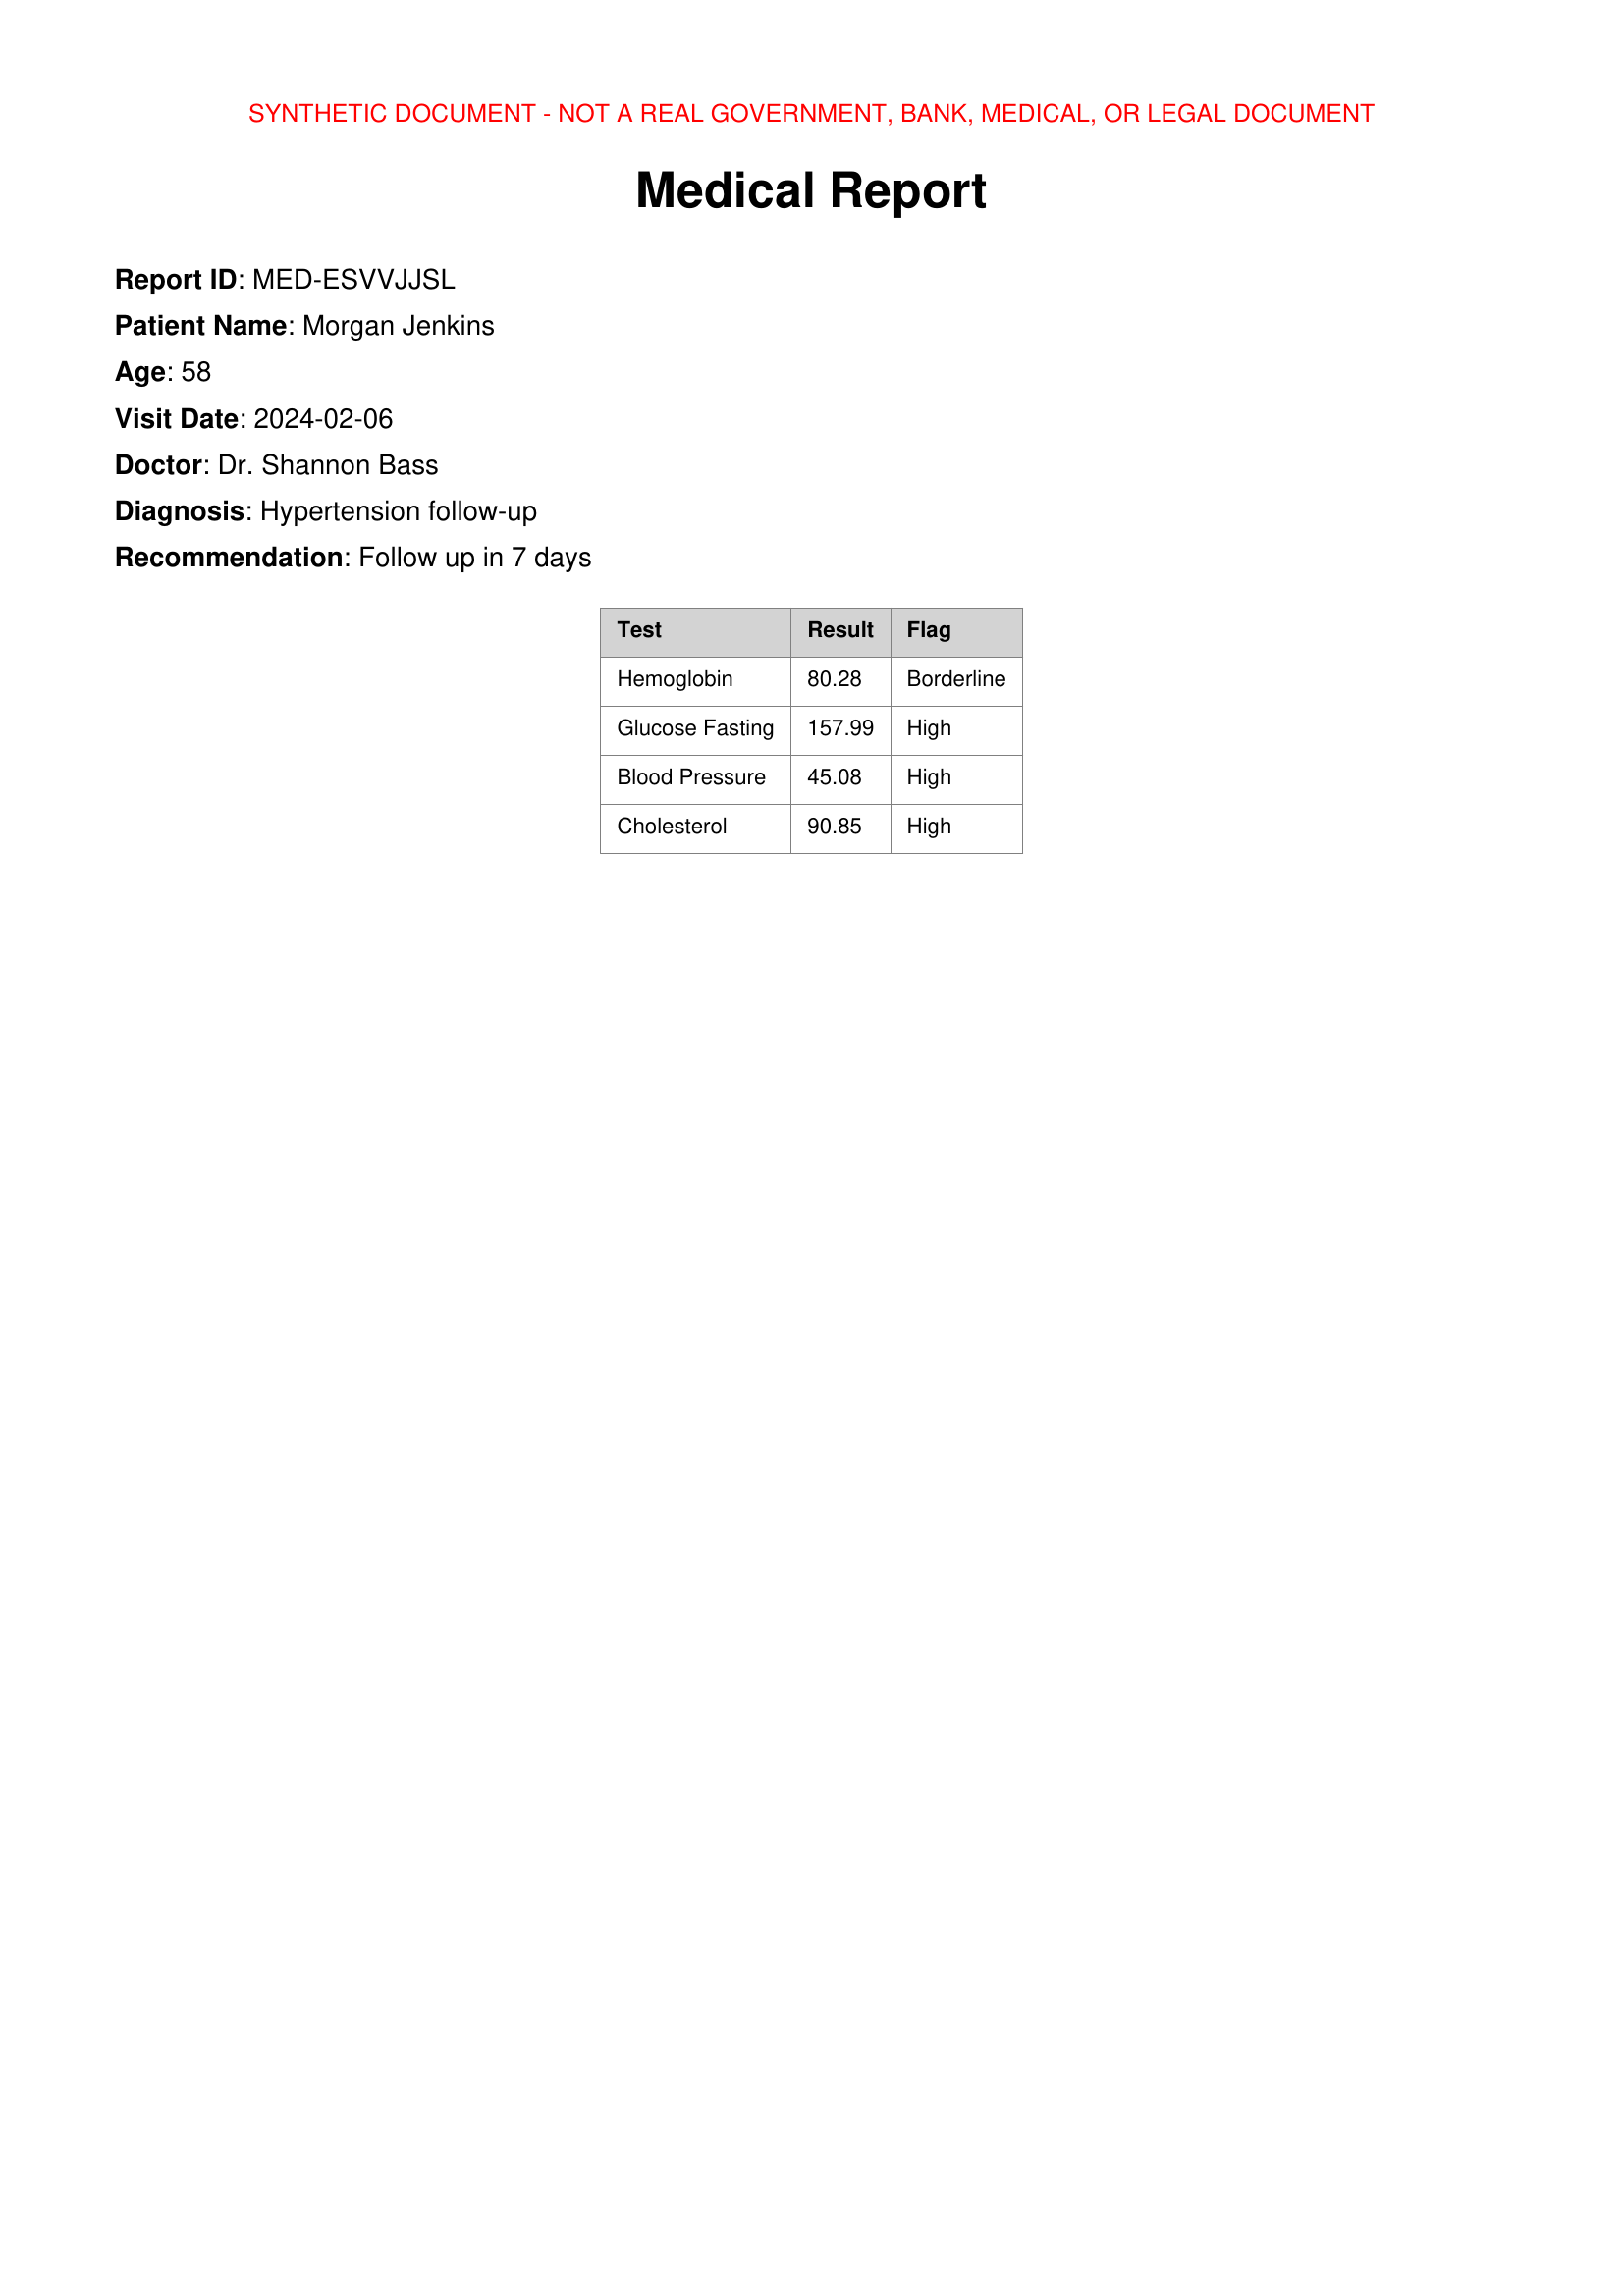 SYNTHETIC DOCUMENT - NOT A REAL GOVERNMENT, BANK, MEDICAL, OR LEGAL DOCUMENT
Medical Report
Report ID: MED-ESVVJJSL
Patient Name: Morgan Jenkins
Age: 58
Visit Date: 2024-02-06
Doctor: Dr. Shannon Bass
Diagnosis: Hypertension follow-up
Recommendation: Follow up in 7 days
Test Result Flag
Hemoglobin 80.28 Borderline
Glucose Fasting 157.99 High
Blood Pressure 45.08 High
Cholesterol 90.85 High